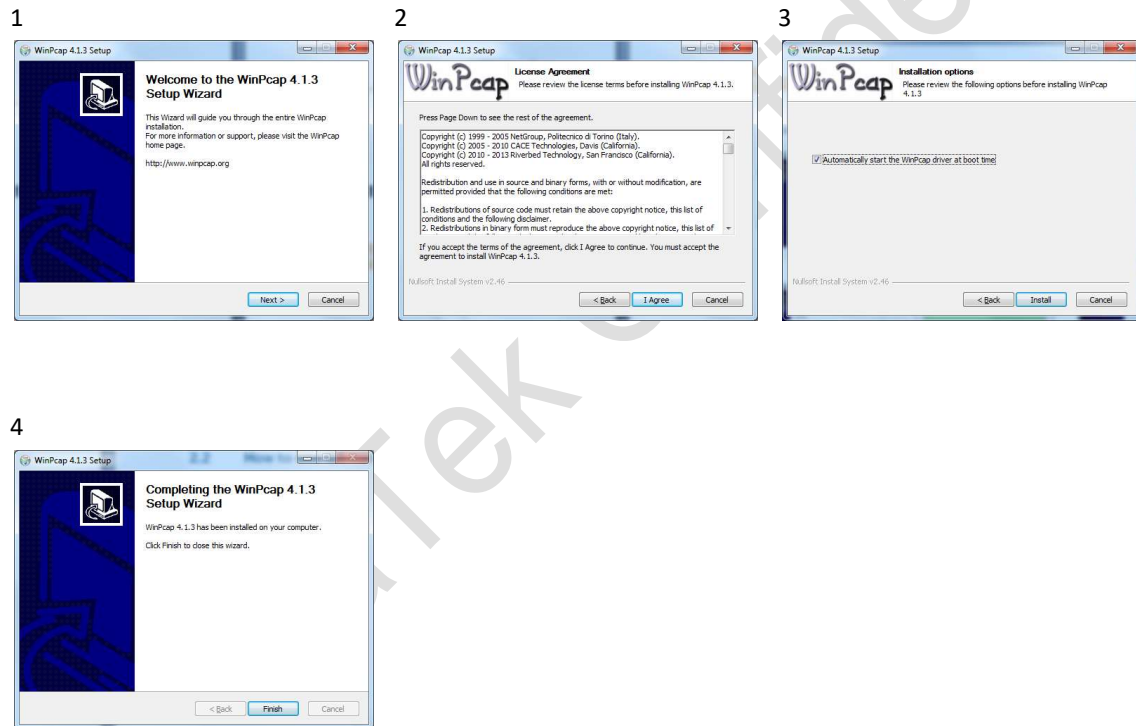 1
WinPcap 4.1.3 Setup
Welcome to the WinPcap 4.1.3
Setup Wizard
This Wizard will guide you through the entire WinPcap
installation.
For more information or support, please visit the WinPcap
home page.
http://www.winpcap.org
Next >
Cancel
2
WinPcap 4.1.3 Setup
WinPcap
License Agreement
Please review the license terms before installing WinPcap 4.1.3.
Press Page Down to see the rest of the agreement.
Copyright (c) 1999 - 2005 NetGroup, Politecnico di Torino (Italy).
Copyright (c) 2005 - 2010 CACE Technologies, Davis (California).
Copyright (c) 2010 - 2013 Riverbed Technology, San Francisco (California).
All rights reserved.
Redistribution and use in source and binary forms, with or without modification, are
permitted provided that the following conditions are met:
1. Redistributions of source code must retain the above copyright notice, this list of
conditions and the following disclaimer.
2. Redistributions in binary form must reproduce the above copyright notice, this list of
If you accept the terms of the agreement, click I Agree to continue. You must accept the
agreement to install WinPcap 4.1.3.
Nullsoft Install System v2.46
< Back
I Agree
Cancel
3
WinPcap 4.1.3 Setup
WinPcap
Installation options
Please review the following options before installing WinPcap
4.1.3
Automatically start the WinPcap driver at boot time
Nullsoft Install System v2.46
< Back
Install
Cancel
4
WinPcap 4.1.3 Setup
2.2
Completing the WinPcap 4.1.3
Setup Wizard
WinPcap 4.1.3 has been installed on your computer.
Click Finish to close this wizard.
< Back
Finish
Cancel